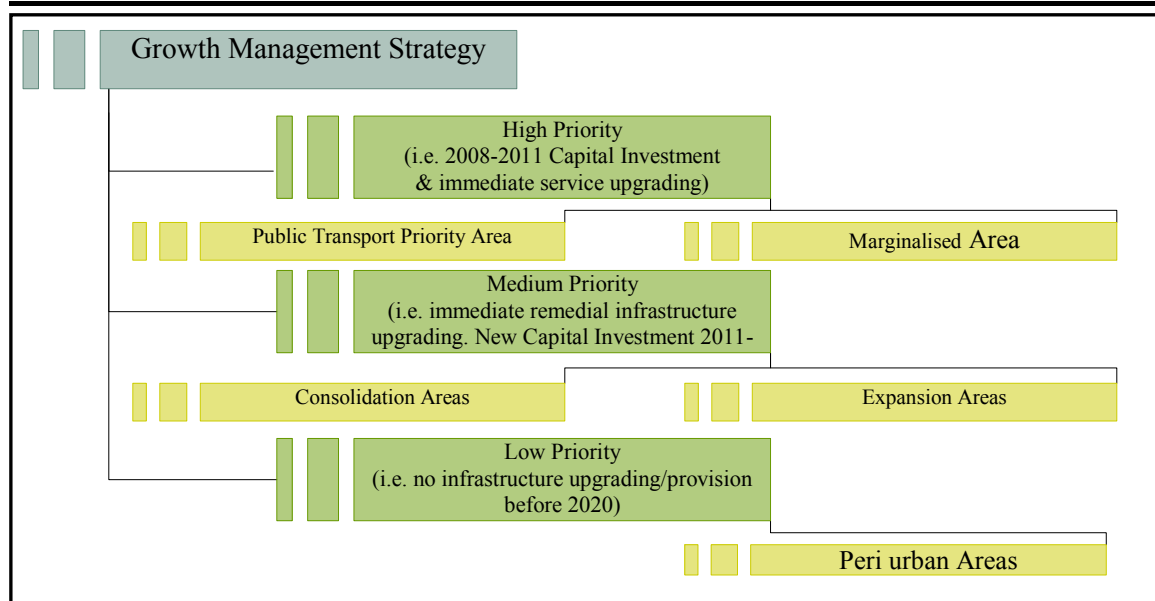 Growth Management Strategy
High Priority
(i.e. 2008-2011 Capital Investment
& immediate service upgrading)
Public Transport Priority Area
Marginalised Area
Medium Priority
(i.e. immediate remedial infrastructure
upgrading. New Capital Investment 2011-
Consolidation Areas
Expansion Areas
Low Priority
(i.e. no infrastructure upgrading/provision
before 2020)
Peri urban Areas